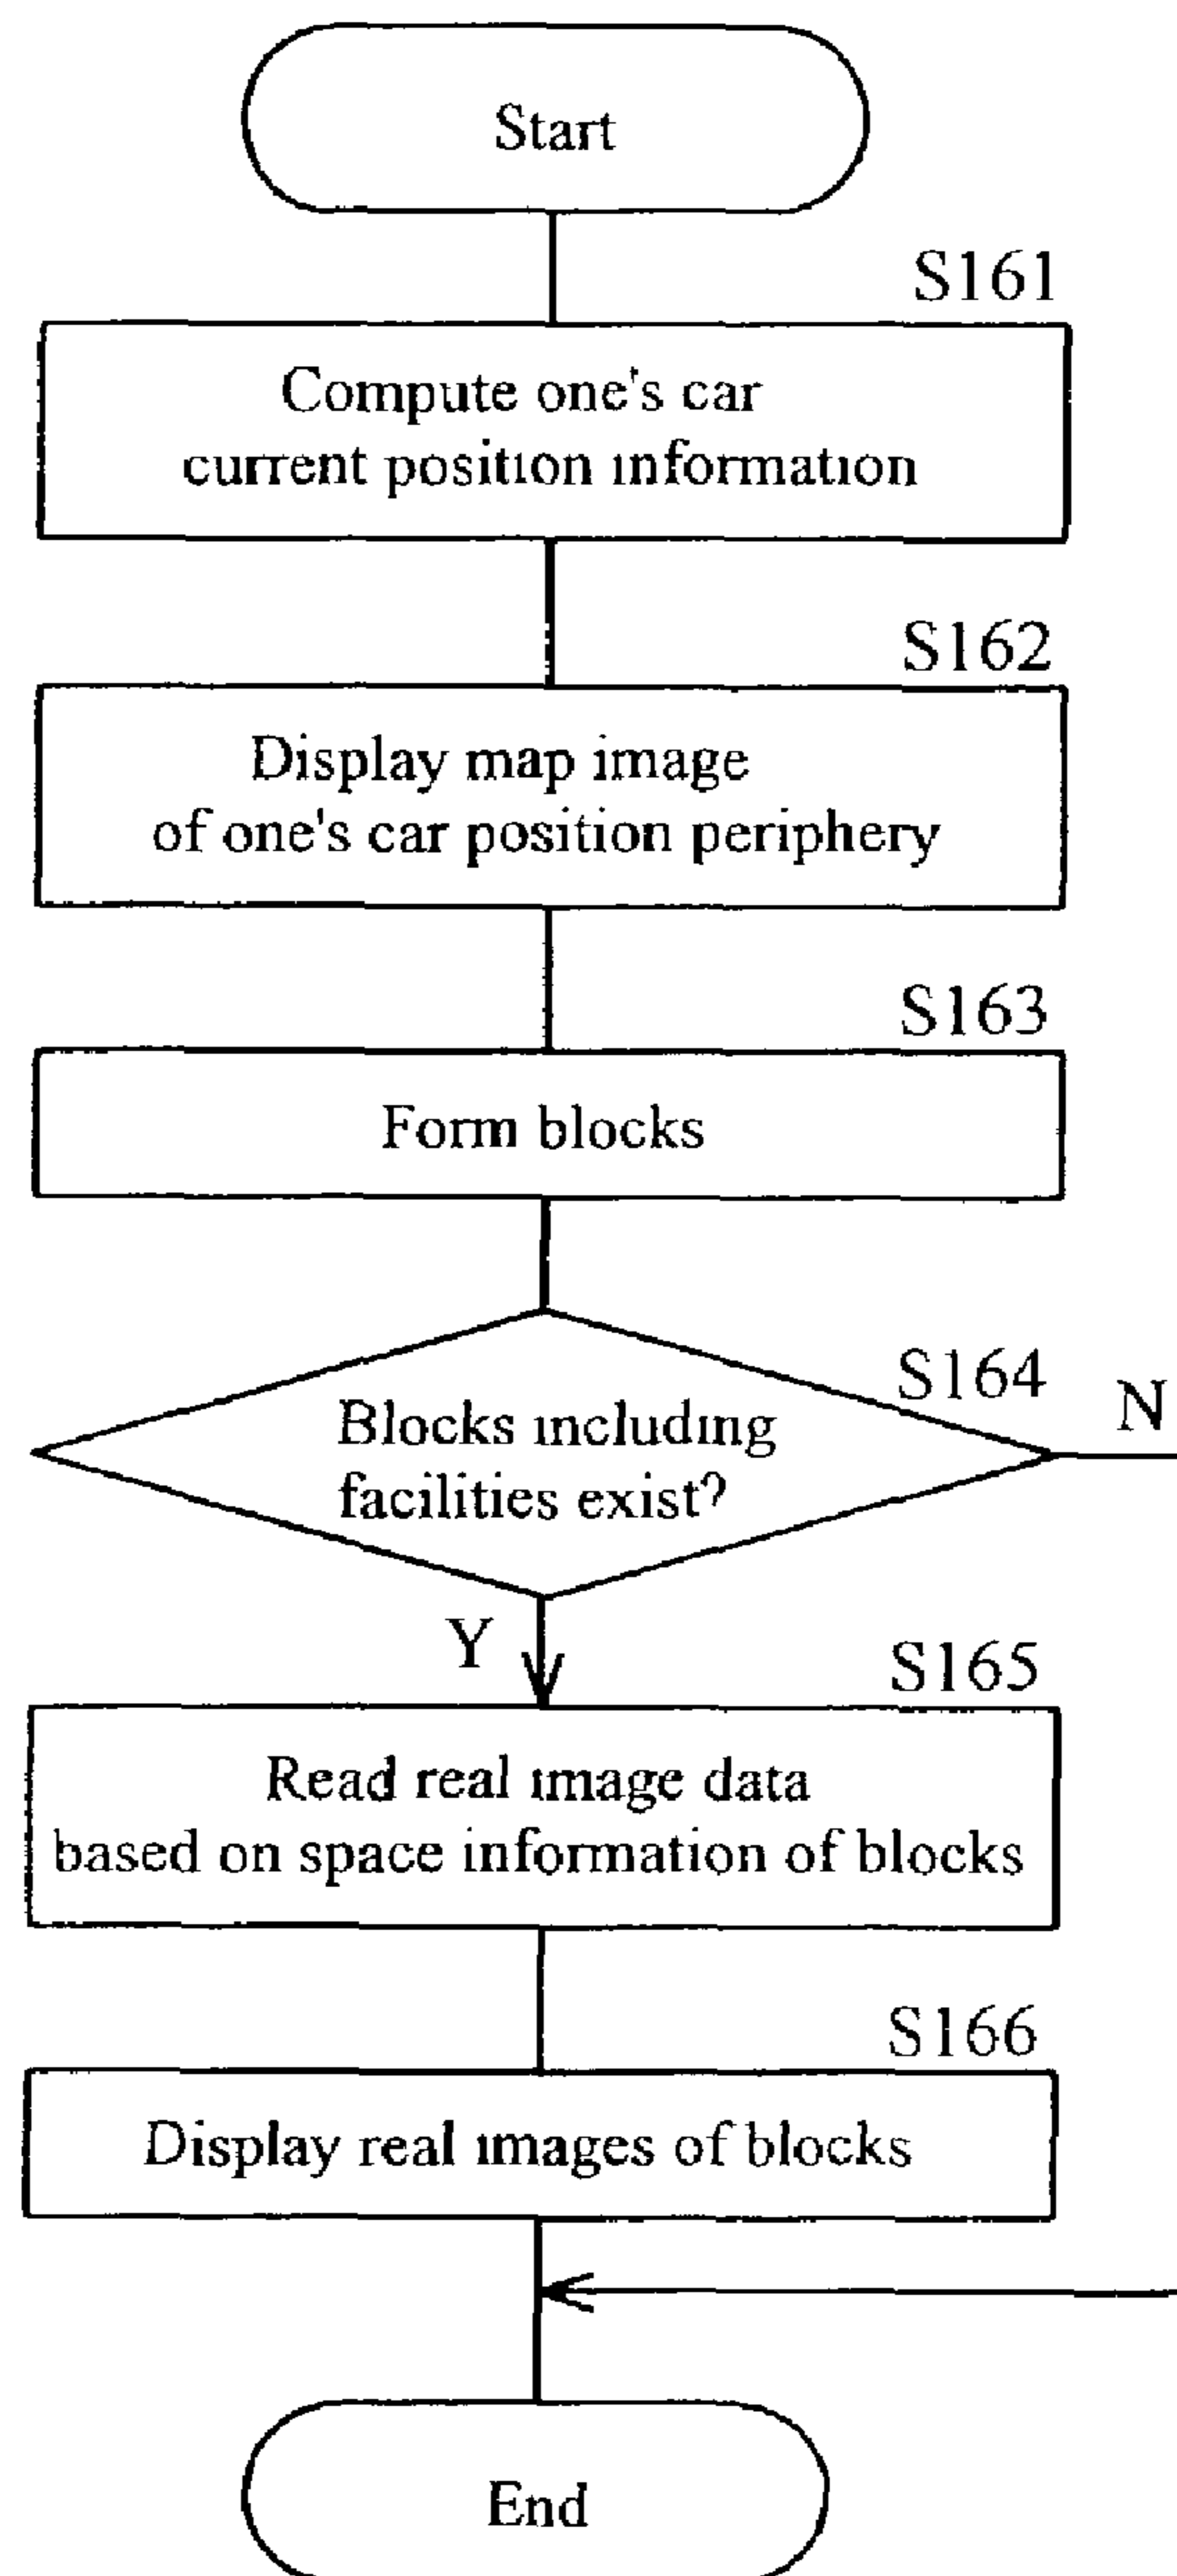 Start
S161
Compute one's car
current position information
S162
Display map image
of one's car position periphery
S163
Form blocks
S164
N
Blocks including
facilities exist?
Y
S165
Read real image data
based on space information of blocks
S166
Display real images of blocks
End